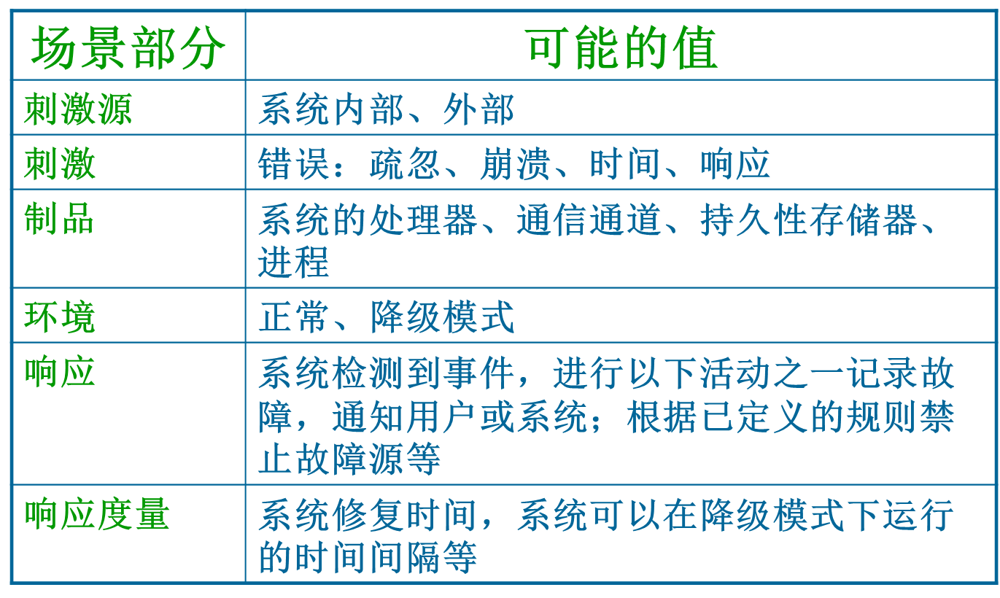 场景部分 可能的值
刺激源 系统内部、外部
刺激 错误：疏忽、崩溃、时间、响应
制品 系统的处理器、通信通道、持久性存储器、
进程
环境 正常、降级模式
响应 系统检测到事件，进行以下活动之一记录故
障，通知用户或系统；根据已定义的规则禁
止故障源等
响应度量 系统修复时间，系统可以在降级模式下运行
的时间间隔等